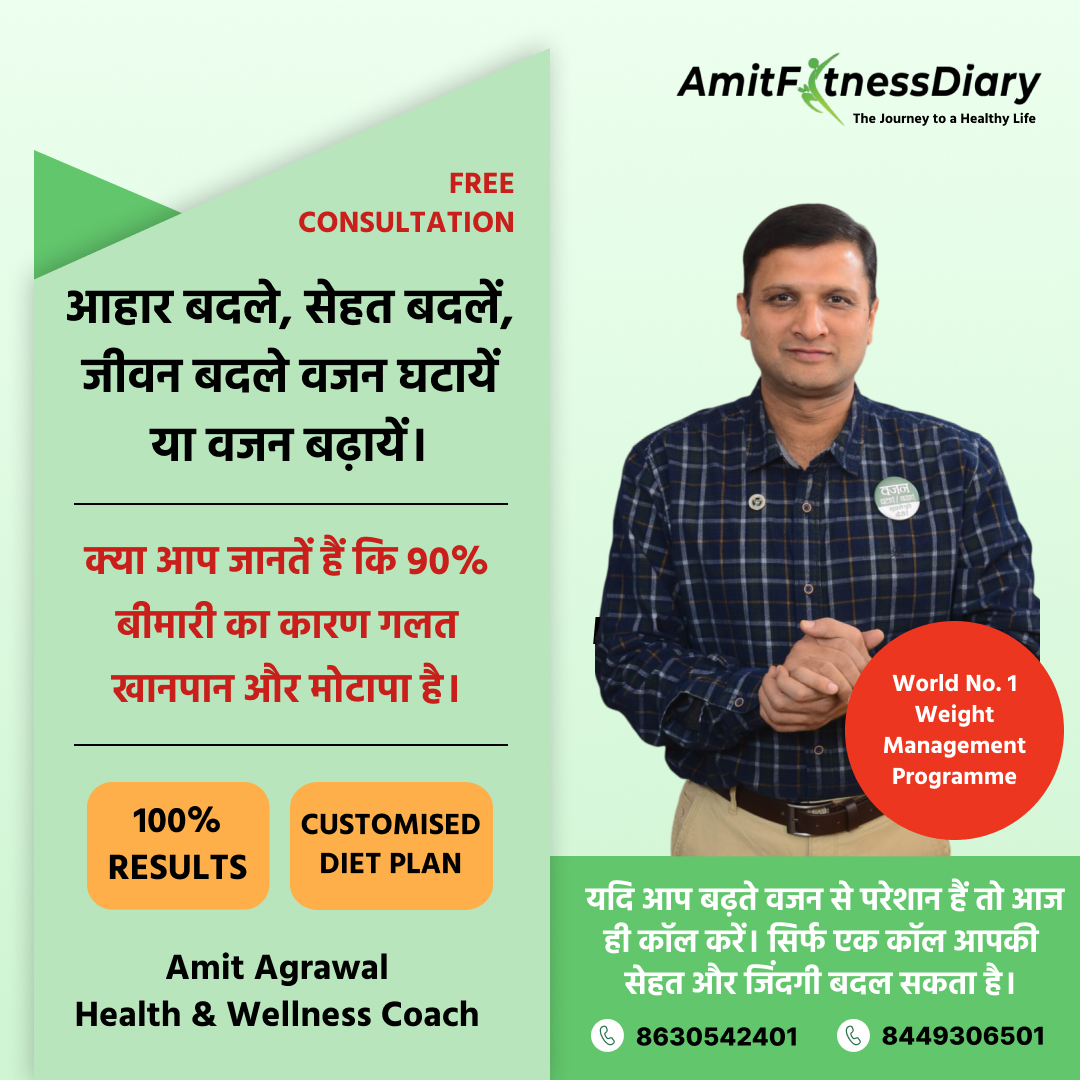 AmitFitnessDiary
The Journey to a Healthy Life
FREE
CONSULTATION
आहार बदले, सेहत बदलें,
जीवन बदले वजन घटायें
या वजन बढ़ायें।
क्या आप जानतें हैं कि 90%
बीमारी का कारण गलत
खानपान और मोटापा है।
100%
RESULTS
CUSTOMISED
DIET PLAN
Amit Agrawal
Health & Wellness Coach
वजन
World No. 1
Weight
Management
Programme
यदि आप बढ़ते वजन से परेशान हैं तो आज
ही कॉल करें। सिर्फ एक कॉल आपकी
सेहत और जिंदगी बदल सकता है।
8630542401
8449306501